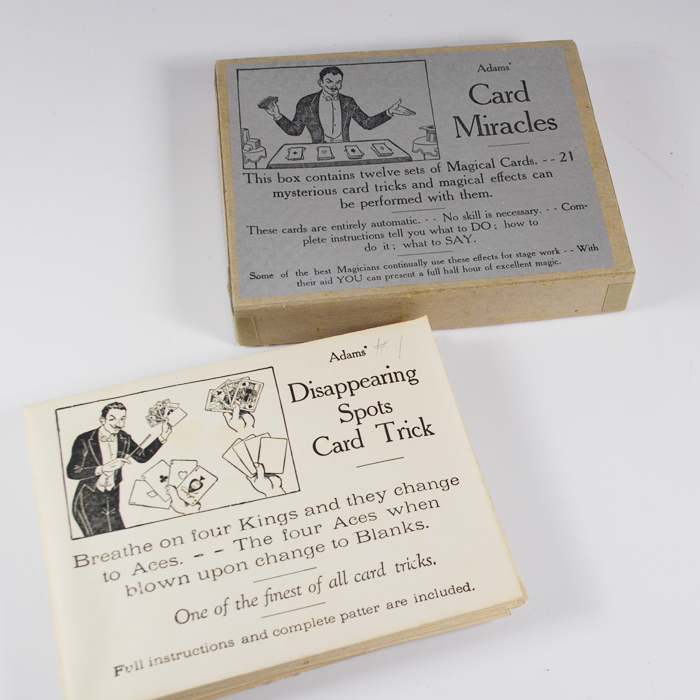 Adams'
Card
Miracles
This box contains twelve sets of Magical Cards. - - 21
mysterious card tricks and magical effects can
be performed with them.
These cards are entirely automatic. - - No skill is necessary. - - Com-
plete instructions tell you what to DO ; how to
do it ; what to SAY.
Some of the best Magicians continually use these effects for stage work - - With
their aid YOU can present a full half hour of excellent magic.
Adams' #1
Disappearing
Spots
Card Trick
Breathe on four Kings and they change
to Aces. - - The four Aces when
blown upon change to Blanks.
One of the finest of all card tricks.
Full instructions and complete patter are included.